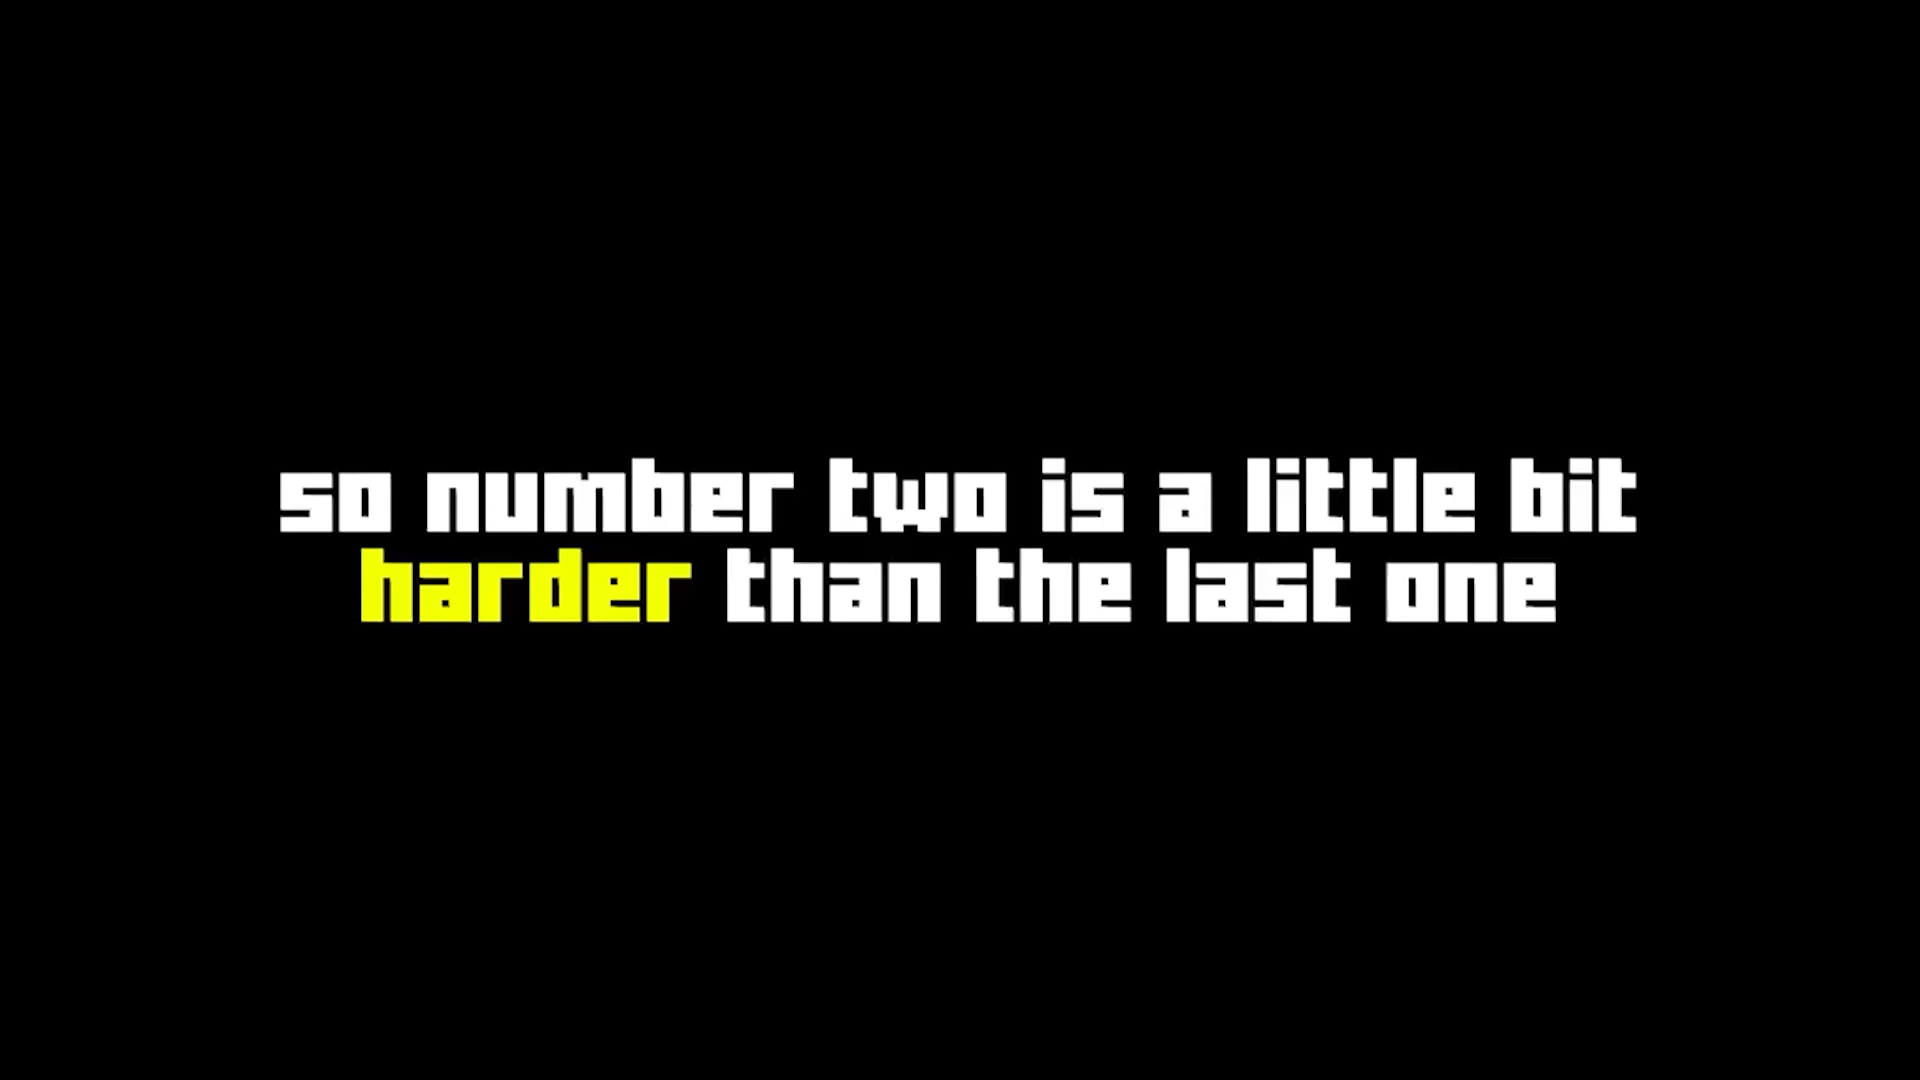 so number two is a little bit
harder than the last one